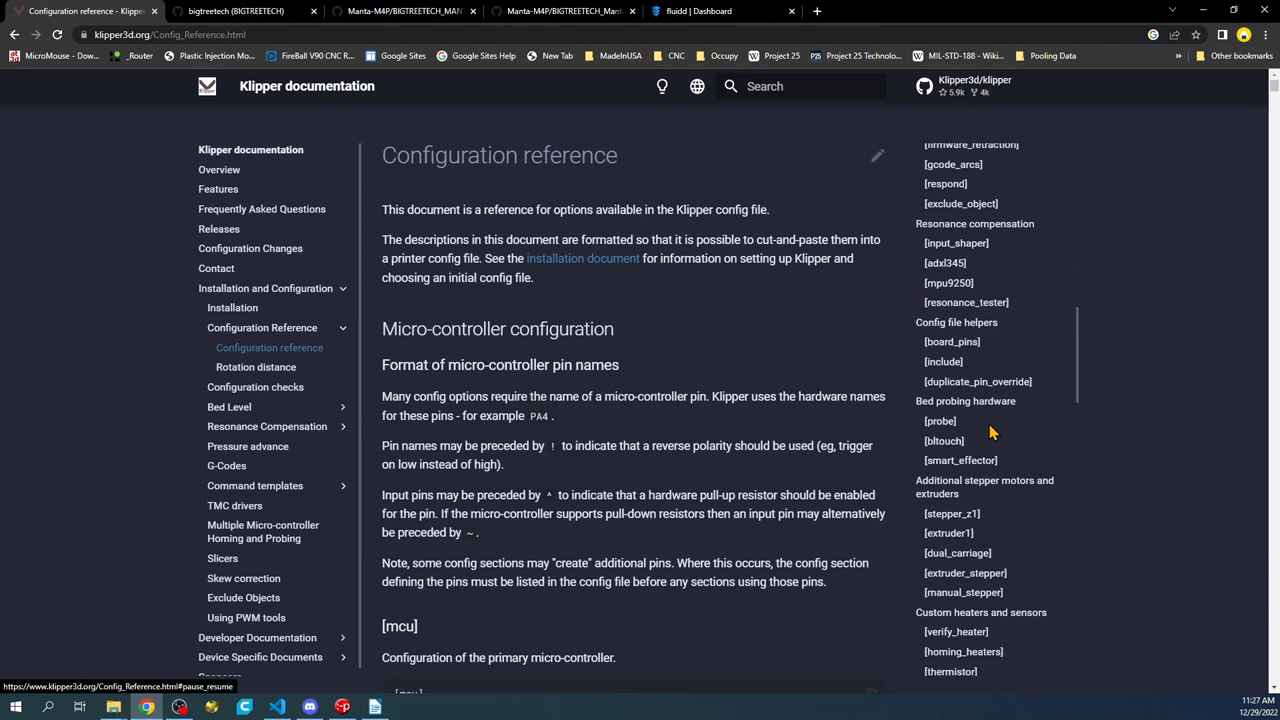 Configuration reference - Klipper
bigtreetech (BIGTREETECH)
Manta-M4P/BIGTREETECH_MANT
Manta-M4P/BIGTREETECH_Manta
fluidd | Dashboard
klipper3d.org/Config_Reference.html
MicroMouse - Dow...
_Router
Plastic Injection Mo...
FireBall V90 CNC Ro...
Google Sites
Google Sites Help
New Tab
MadeInUSA
CNC
Occupy
Project 25
Project 25 Technolo...
MIL-STD-188 - Wiki...
Pooling Data
Other bookmarks
Klipper documentation
Search
Klipper3d/klipper
5.9k 4k
Klipper documentation
Overview
Features
Frequently Asked Questions
Releases
Configuration Changes
Contact
Installation and Configuration
Installation
Configuration Reference
Configuration reference
Rotation distance
Configuration checks
Bed Level
Resonance Compensation
Pressure advance
G-Codes
Command templates
TMC drivers
Multiple Micro-controller
Homing and Probing
Slicers
Skew correction
Exclude Objects
Using PWM tools
Developer Documentation
Device Specific Documents
Sponsors
Configuration reference
This document is a reference for options available in the Klipper config file.
The descriptions in this document are formatted so that it is possible to cut-and-paste them into
a printer config file. See the installation document for information on setting up Klipper and
choosing an initial config file.
Micro-controller configuration
Format of micro-controller pin names
Many config options require the name of a micro-controller pin. Klipper uses the hardware names
for these pins - for example PA4 .
Pin names may be preceded by ! to indicate that a reverse polarity should be used (eg, trigger
on low instead of high).
Input pins may be preceded by ^ to indicate that a hardware pull-up resistor should be enabled
for the pin. If the micro-controller supports pull-down resistors then an input pin may alternatively
be preceded by ~ .
Note, some config sections may "create" additional pins. Where this occurs, the config section
defining the pins must be listed in the config file before any sections using those pins.
[mcu]
Configuration of the primary micro-controller.
[mcu]
[firmware_retraction]
[gcode_arcs]
[respond]
[exclude_object]
Resonance compensation
[input_shaper]
[adxl345]
[mpu9250]
[resonance_tester]
Config file helpers
[board_pins]
[include]
[duplicate_pin_override]
Bed probing hardware
[probe]
[bltouch]
[smart_effector]
Additional stepper motors and
extruders
[stepper_z1]
[extruder1]
[dual_carriage]
[extruder_stepper]
[manual_stepper]
Custom heaters and sensors
[verify_heater]
[homing_heaters]
[thermistor]
https://www.klipper3d.org/Config_Reference.html#pause_resume
11:27 AM
12/29/2022